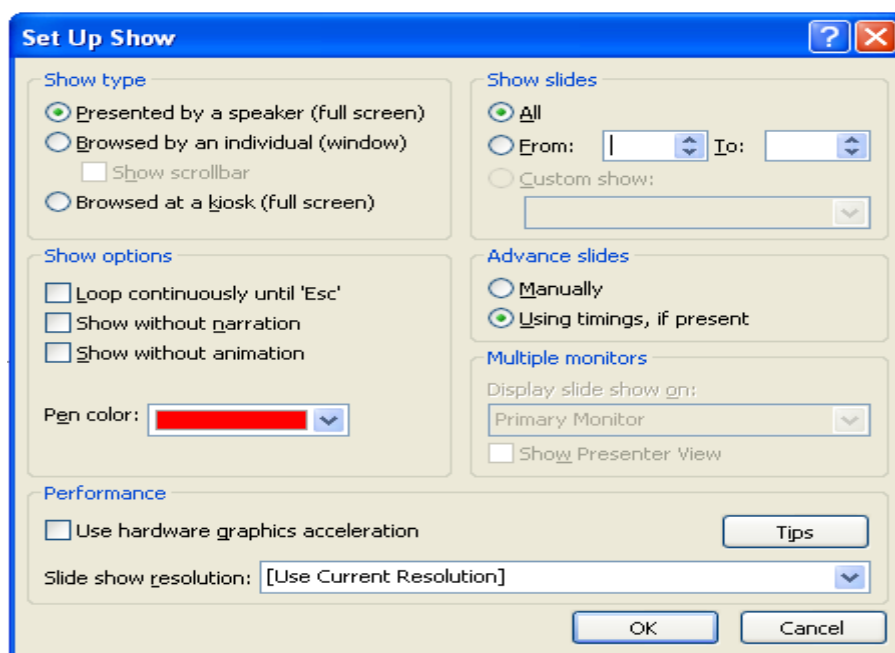 Set Up Show
Show type
Presented by a speaker (full screen)
Browsed by an individual (window)
Show scrollbar
Browsed at a kiosk (full screen)
Show slides
All
From: To:
Custom show:
Show options
Loop continuously until 'Esc'
Show without narration
Show without animation
Pen color:
Advance slides
Manually
Using timings, if present
Multiple monitors
Display slide show on:
Primary Monitor
Show Presenter View
Performance
Use hardware graphics acceleration
Tips
Slide show resolution: [Use Current Resolution]
OK Cancel